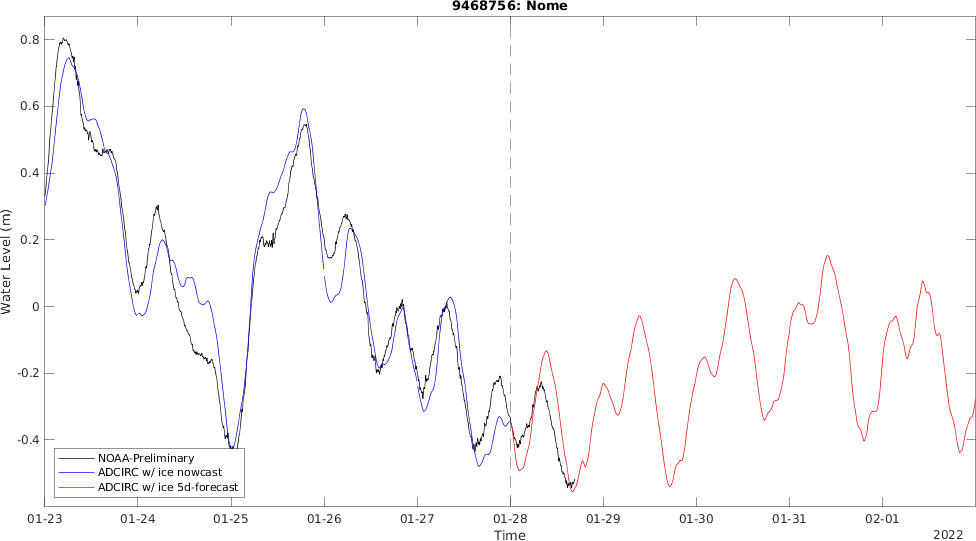 9468756: Nome
Water Level (m)
0.8
0.6
0.4
0.2
0
-0.2
-0.4
NOAA-Preliminary
ADCIRC w/ ice nowcast
ADCIRC w/ ice 5d-forecast
01-23 01-24 01-25 01-26 01-27 01-28 01-29 01-30 01-31 02-01
Time
2022